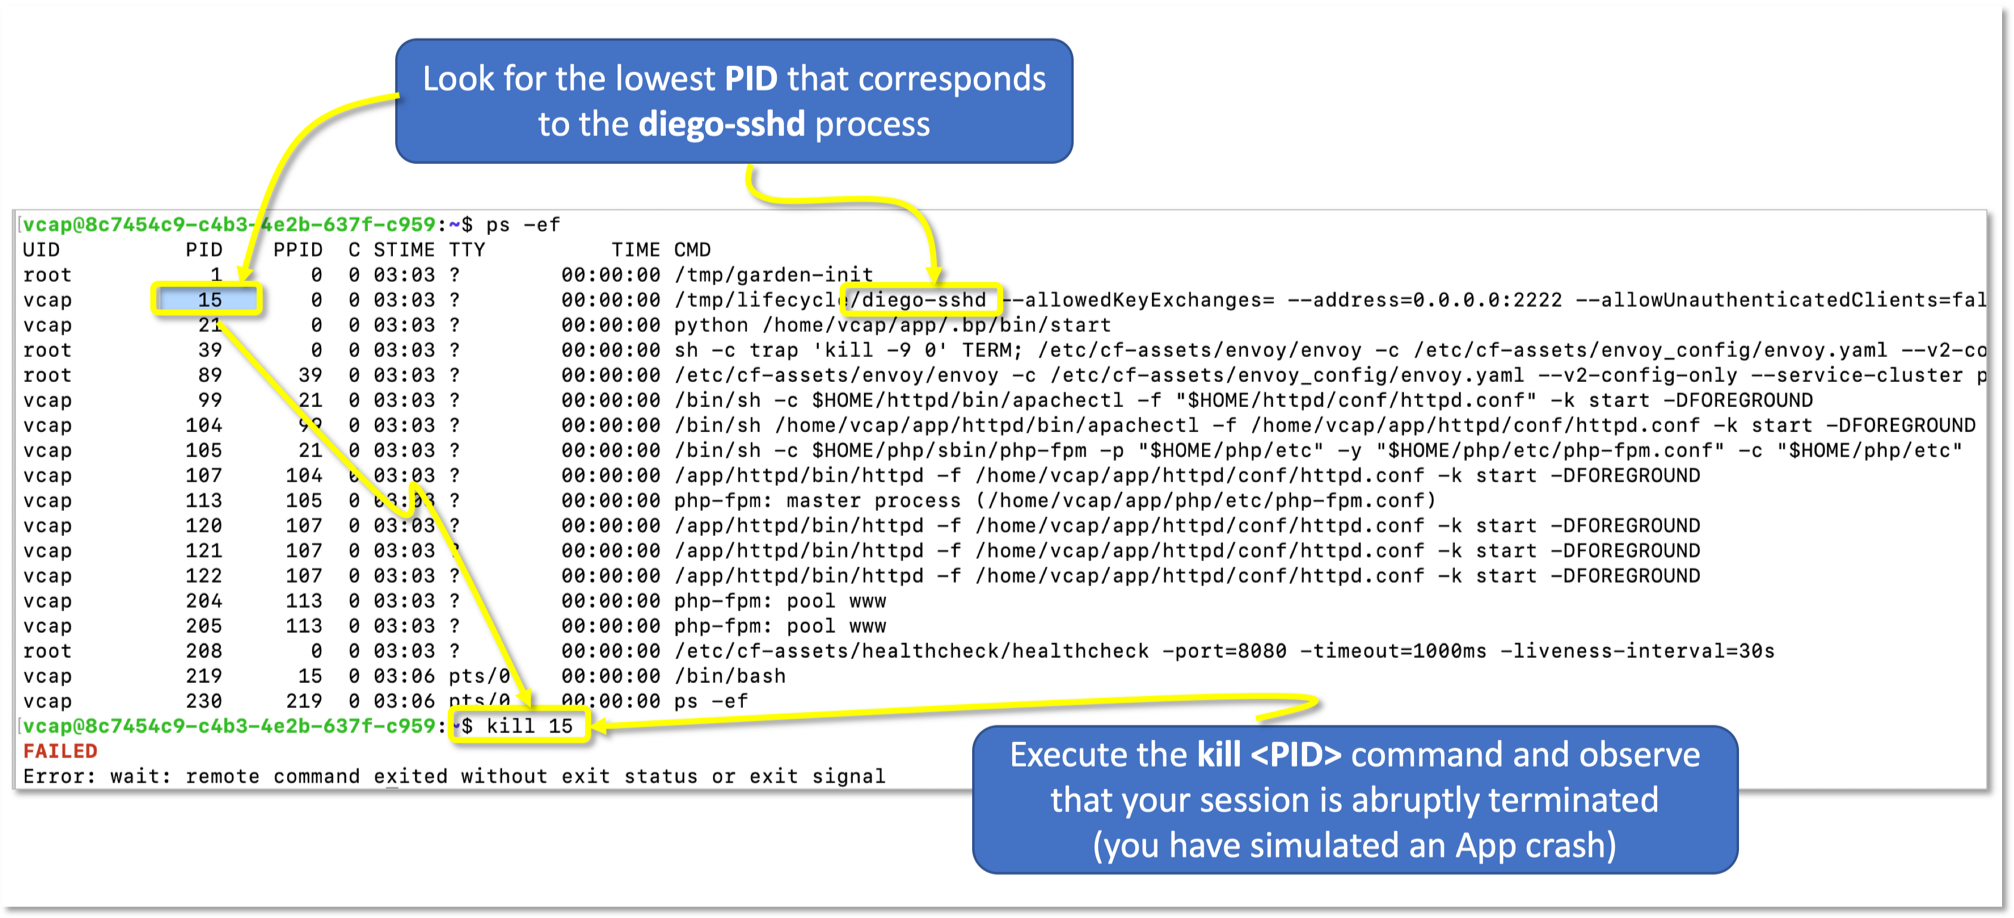 Look for the lowest PID that corresponds
to the diego-sshd process
[vcap@8c7454c9-c4b3-4e2b-637f-c959:~$ ps -ef
UID PID PPID C STIME TTY TIME CMD
root 1 0 0 03:03 ? 00:00:00 /tmp/garden-init
vcap 15 0 0 03:03 ? 00:00:00 /tmp/lifecycle/diego-sshd --allowedKeyExchanges= --address=0.0.0.0:2222 --allowUnauthenticatedClients=fal
vcap 21 0 0 03:03 ? 00:00:00 python /home/vcap/app/.bp/bin/start
root 39 0 0 03:03 ? 00:00:00 sh -c trap 'kill -9 0' TERM; /etc/cf-assets/envoy/envoy -c /etc/cf-assets/envoy_config/envoy.yaml --v2-co
root 89 39 0 03:03 ? 00:00:00 /etc/cf-assets/envoy/envoy -c /etc/cf-assets/envoy_config/envoy.yaml --v2-config-only --service-cluster p
vcap 99 21 0 03:03 ? 00:00:00 /bin/sh -c $HOME/httpd/bin/apachectl -f "$HOME/httpd/conf/httpd.conf" -k start -DFOREGROUND
vcap 104 99 0 03:03 ? 00:00:00 /bin/sh /home/vcap/app/httpd/bin/apachectl -f /home/vcap/app/httpd/conf/httpd.conf -k start -DFOREGROUND
vcap 105 21 0 03:03 ? 00:00:00 /bin/sh -c $HOME/php/sbin/php-fpm -p "$HOME/php/etc" -y "$HOME/php/etc/php-fpm.conf" -c "$HOME/php/etc"
vcap 107 104 0 03:03 ? 00:00:00 /app/httpd/bin/httpd -f /home/vcap/app/httpd/conf/httpd.conf -k start -DFOREGROUND
vcap 113 105 0 03:03 ? 00:00:00 php-fpm: master process (/home/vcap/app/php/etc/php-fpm.conf)
vcap 120 107 0 03:03 ? 00:00:00 /app/httpd/bin/httpd -f /home/vcap/app/httpd/conf/httpd.conf -k start -DFOREGROUND
vcap 121 107 0 03:03 ? 00:00:00 /app/httpd/bin/httpd -f /home/vcap/app/httpd/conf/httpd.conf -k start -DFOREGROUND
vcap 122 107 0 03:03 ? 00:00:00 /app/httpd/bin/httpd -f /home/vcap/app/httpd/conf/httpd.conf -k start -DFOREGROUND
vcap 204 113 0 03:03 ? 00:00:00 php-fpm: pool www
vcap 205 113 0 03:03 ? 00:00:00 php-fpm: pool www
root 208 0 0 03:03 ? 00:00:00 /etc/cf-assets/healthcheck/healthcheck -port=8080 -timeout=1000ms -liveness-interval=30s
vcap 219 15 0 03:06 pts/0 00:00:00 /bin/bash
vcap 230 219 0 03:06 pts/0 00:00:00 ps -ef
[vcap@8c7454c9-c4b3-4e2b-637f-c959:~$ kill 15
FAILED
Error: wait: remote command exited without exit status or exit signal
Execute the kill <PID> command and observe
that your session is abruptly terminated
(you have simulated an App crash)